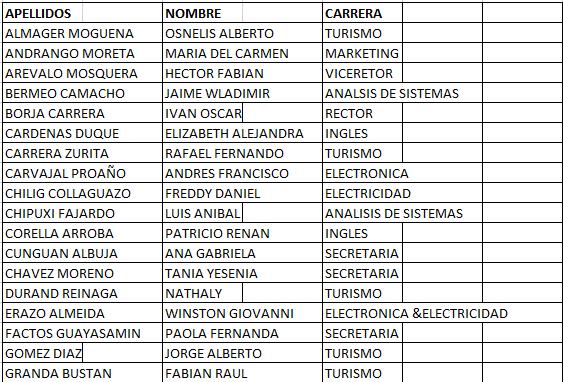 APELLIDOS NOMBRE CARRERA
ALMAGER MOGUENA OSNELIS ALBERTO TURISMO
ANDRANGO MORETA MARIA DEL CARMEN MARKETING
AREVALO MOSQUERA HECTOR FABIAN VICERETOR
BERMEO CAMACHO JAIME WLADIMIR ANALSIS DE SISTEMAS
BORJA CARRERA IVAN OSCAR RECTOR
CARDENAS DUQUE ELIZABETH ALEJANDRA INGLES
CARRERA ZURITA RAFAEL FERNANDO TURISMO
CARVAJAL PROAÑO ANDRES FRANCISCO ELECTRONICA
CHILIG COLLAGUAZO FREDDY DANIEL ELECTRICIDAD
CHIPUXI FAJARDO LUIS ANIBAL ANALISIS DE SISTEMAS
CORELLA ARROBA PATRICIO RENAN INGLES
CUNGUAN ALBUJA ANA GABRIELA SECRETARIA
CHAVEZ MORENO TANIA YESENIA SECRETARIA
DURAND REINAGA NATHALY TURISMO
ERAZO ALMEIDA WINSTON GIOVANNI ELECTRONICA &ELECTRICIDAD
FACTOS GUAYASAMIN PAOLA FERNANDA SECRETARIA
GOMEZ DIAZ JORGE ALBERTO TURISMO
GRANDA BUSTAN FABIAN RAUL TURISMO